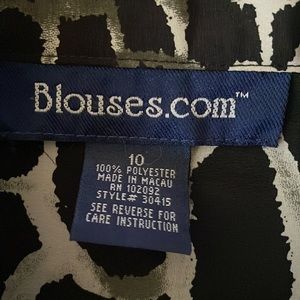 Blouses.com™
10
100% POLYESTER
MADE IN MACAU
RN 102092
STYLE# 30415
SEE REVERSE FOR
CARE INSTRUCTION